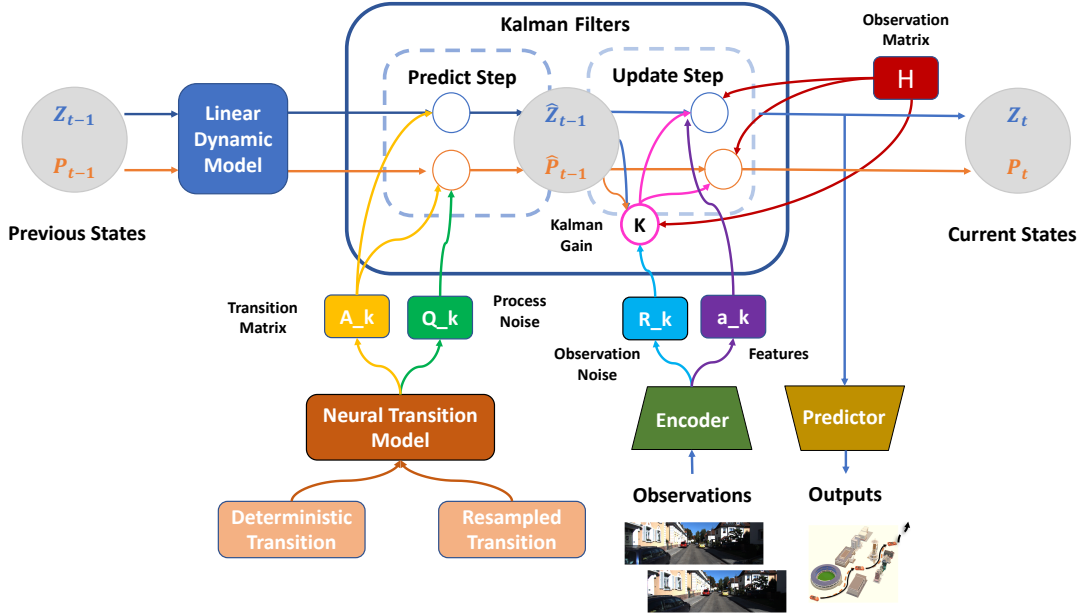 Kalman Filters
Observation
Matrix
H
Predict Step
Update Step
Z_{t-1}
P_{t-1}
Linear
Dynamic
Model
Ẑ_{t-1}
P̂_{t-1}
Z_t
P_t
Previous States
Kalman
Gain
K
Current States
Transition
Matrix
A_k
Q_k
Process
Noise
R_k
a_k
Observation
Noise
Features
Neural Transition
Model
Encoder
Predictor
Deterministic
Transition
Resampled
Transition
Observations
Outputs